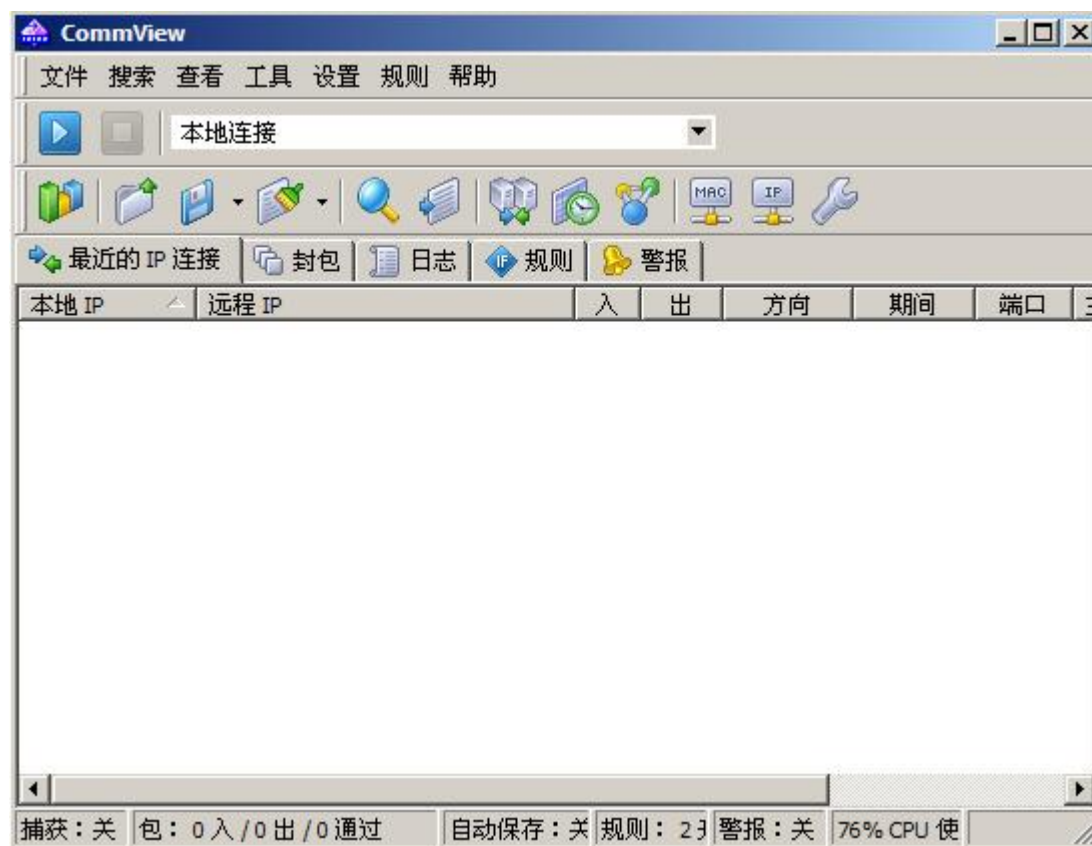 CommView
文件 搜索 查看 工具 设置 规则 帮助
本地连接
MAC IP
最近的 IP 连接 封包 日志 IF 规则 警报
本地 IP 远程 IP 入 出 方向 期间 端口
捕获：关 包：0 入 / 0 出 / 0 通过 自动保存：关 规则：2 警报：关 76% CPU 使